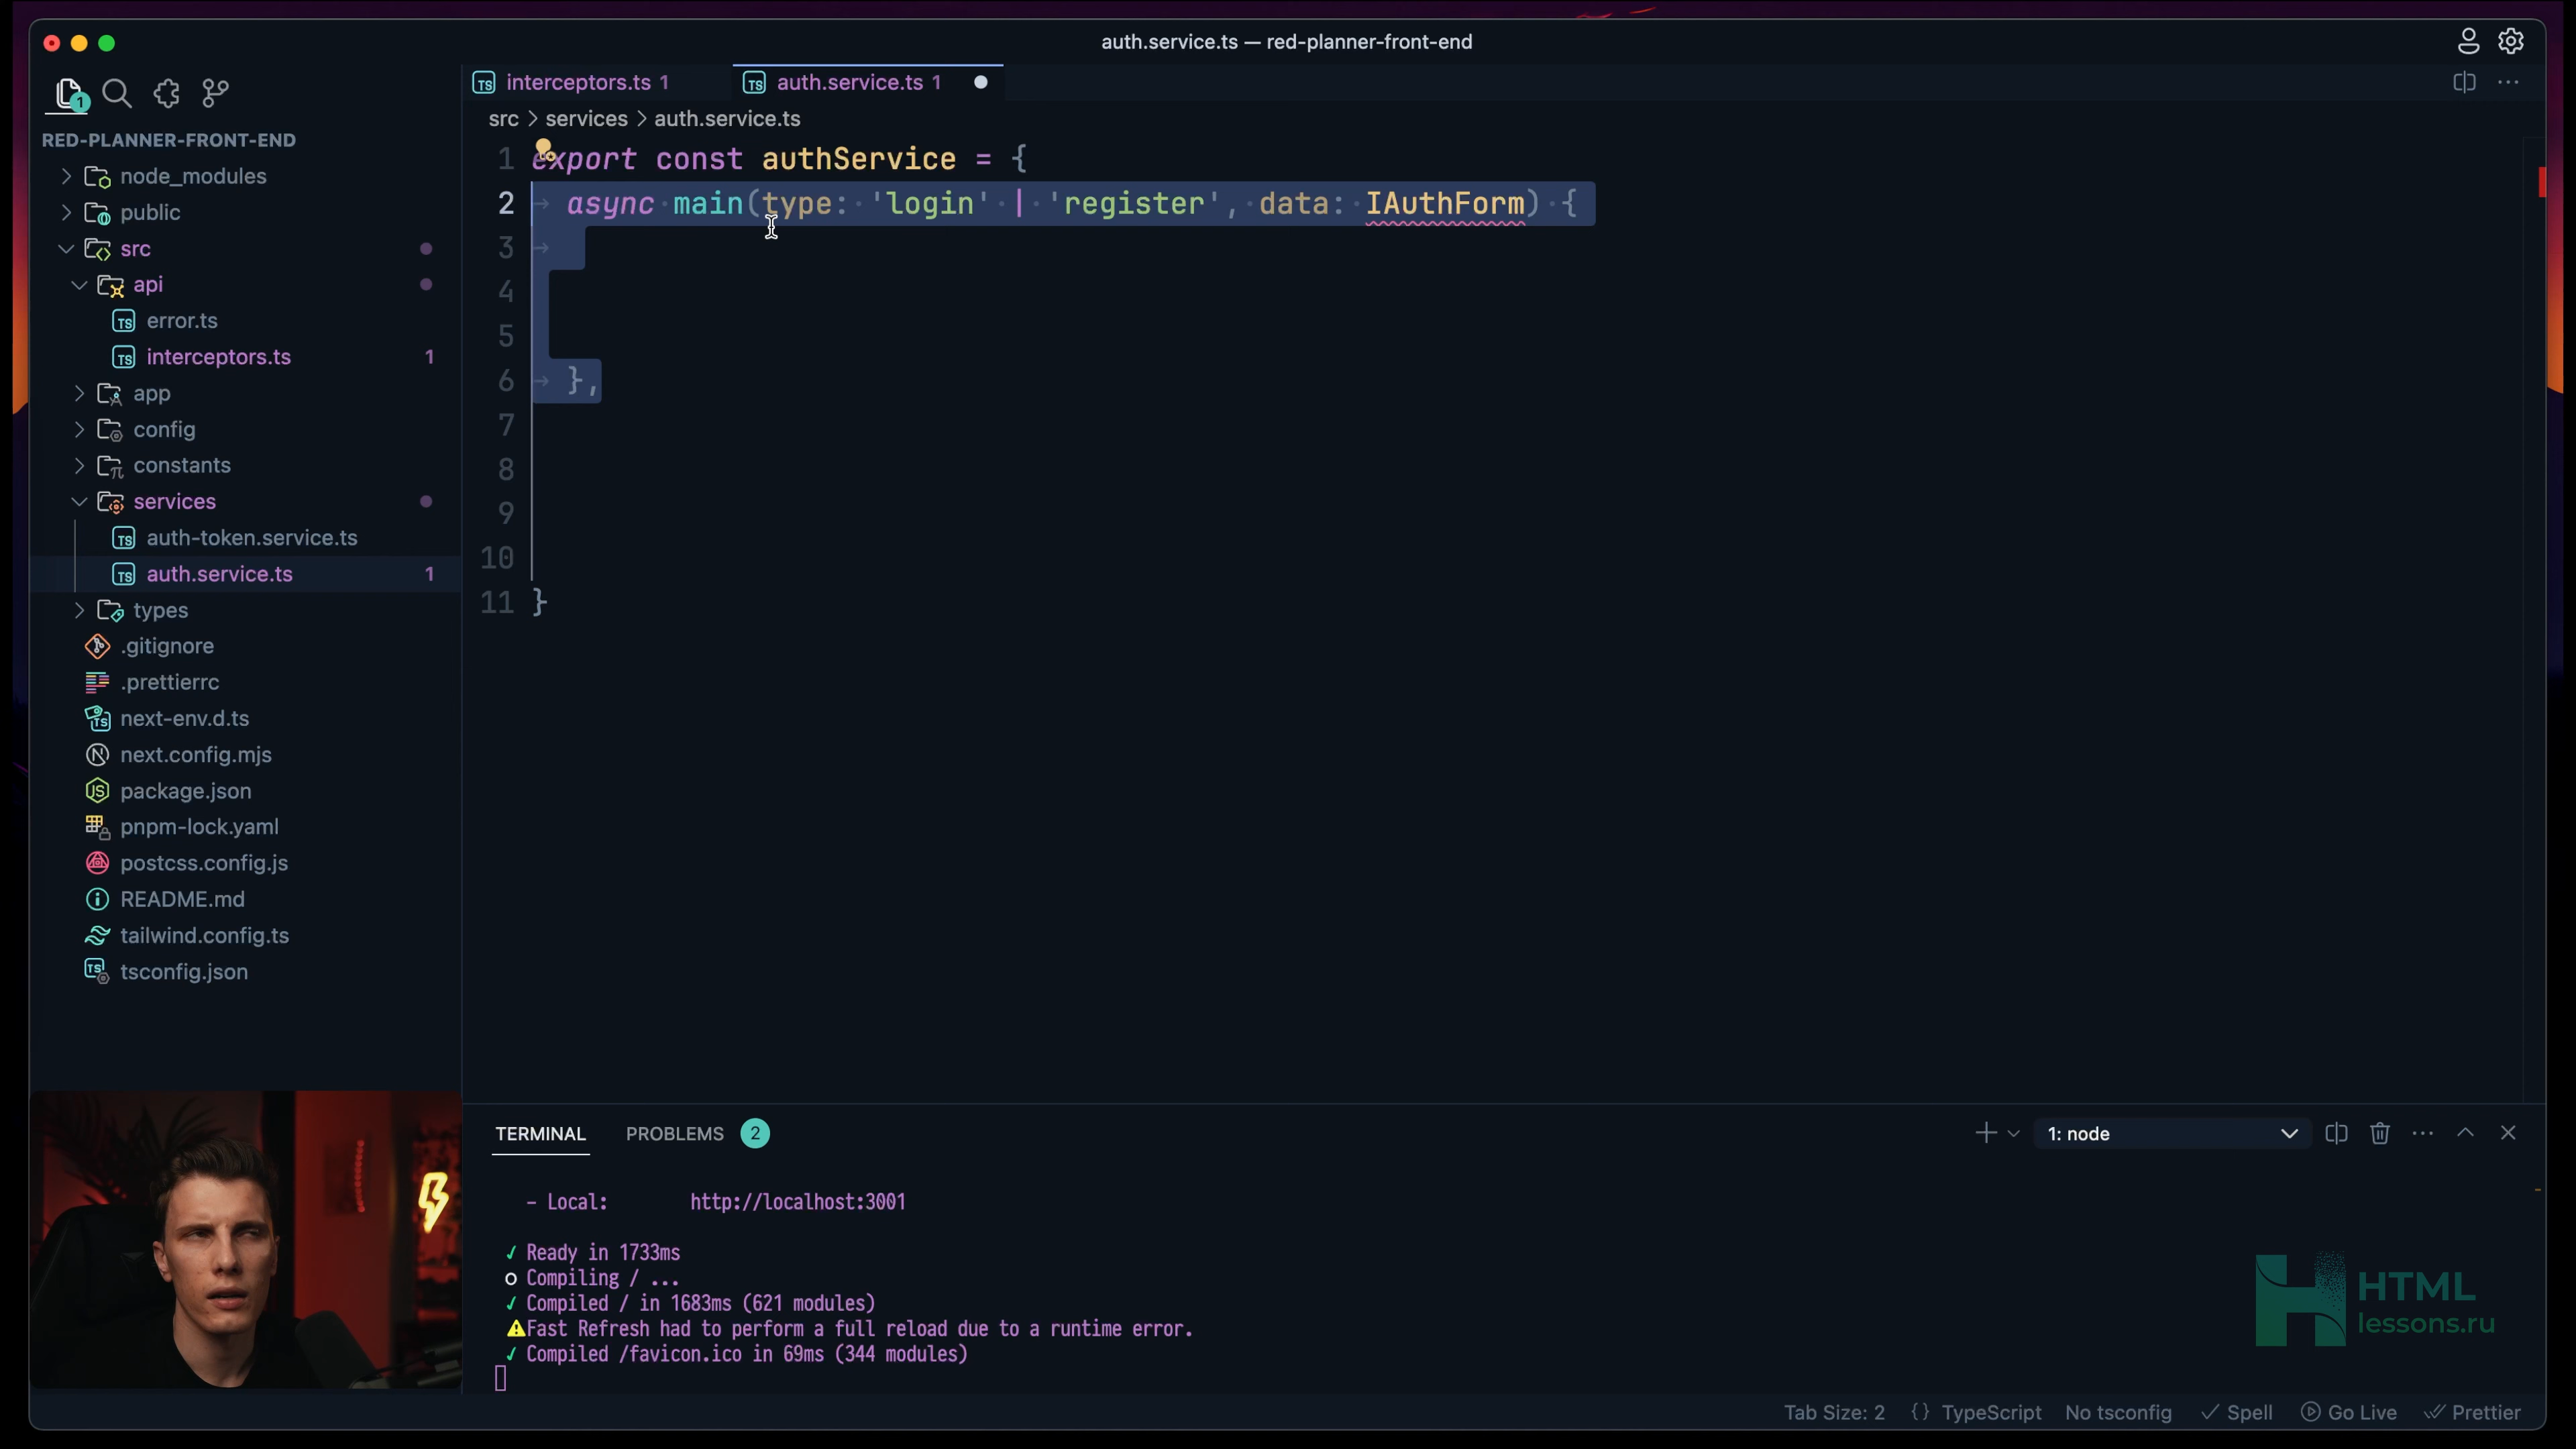 auth.service.ts — red-planner-front-end
1
RED-PLANNER-FRONT-END
node_modules
public
src
api
error.ts
interceptors.ts 1
app
config
constants
services
auth-token.service.ts
auth.service.ts 1
types
.gitignore
.prettierrc
next-env.d.ts
next.config.mjs
package.json
pnpm-lock.yaml
postcss.config.js
README.md
tailwind.config.ts
tsconfig.json
interceptors.ts 1
auth.service.ts 1
src > services > auth.service.ts
1 export const authService = {
2 async main(type: 'login' | 'register', data: IAuthForm) {
3
4
5
6 },
7
8
9
10
11 }
TERMINAL PROBLEMS 2
1: node
- Local: http://localhost:3001
✓ Ready in 1733ms
○ Compiling / ...
✓ Compiled / in 1683ms (621 modules)
⚠Fast Refresh had to perform a full reload due to a runtime error.
✓ Compiled /favicon.ico in 69ms (344 modules)
HTML
lessons.ru
Tab Size: 2 {} TypeScript No tsconfig ✓ Spell Go Live Prettier